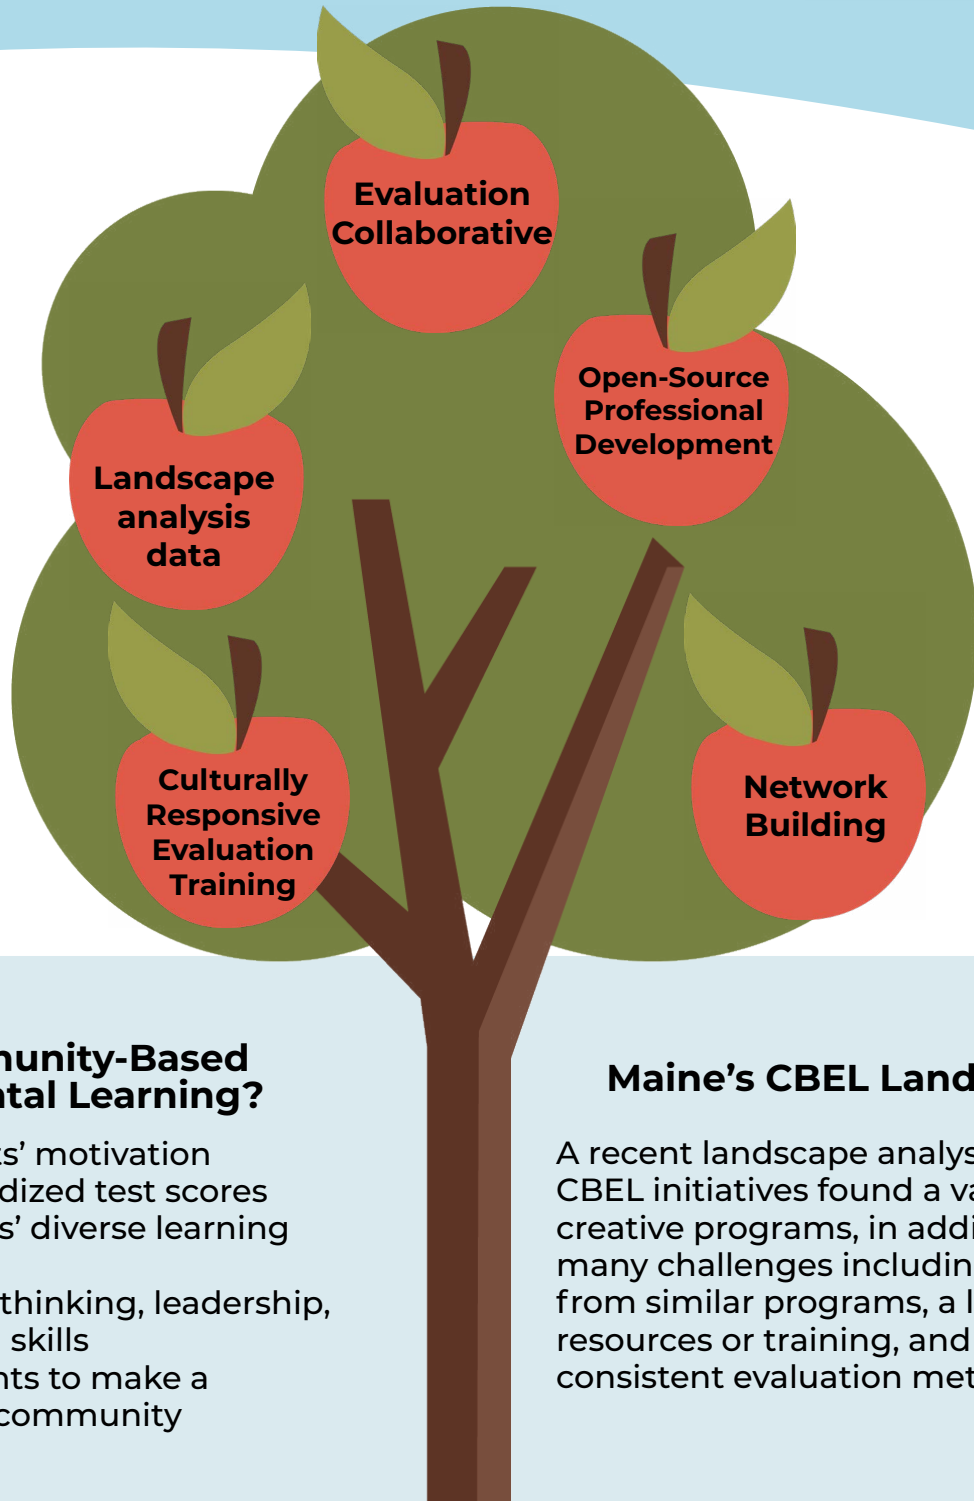 Evaluation
Collaborative
Open-Source
Professional
Development
Landscape
analysis
data
Culturally
Responsive
Evaluation
Training
Network
Building
munity-Based
ntal Learning?
ts’ motivation
dized test scores
s’ diverse learning
thinking, leadership,
skills
nts to make a
community
Maine’s CBEL Land
A recent landscape analys
CBEL initiatives found a va
creative programs, in addi
many challenges includin
from similar programs, a l
resources or training, and
consistent evaluation met